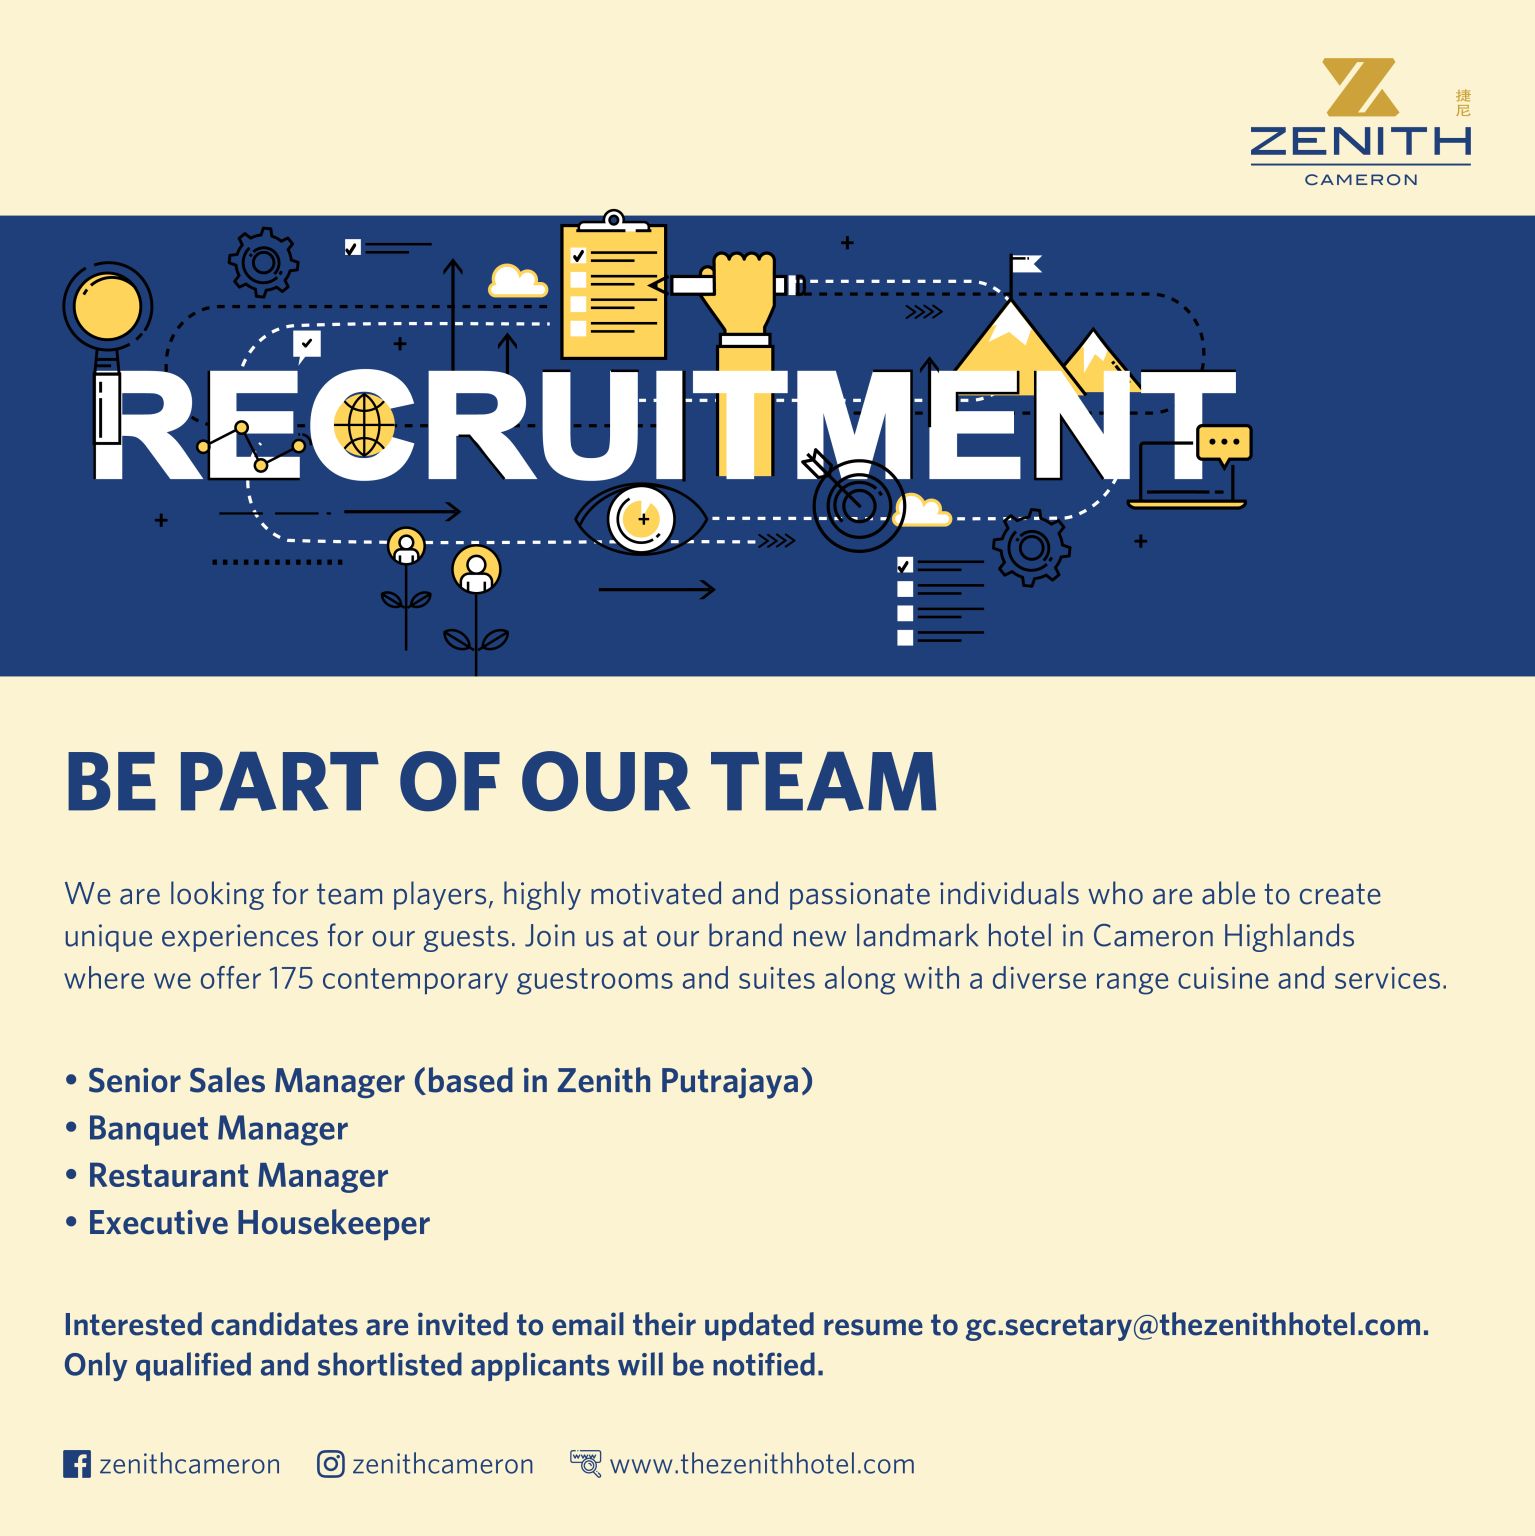 捷尼
ZENITH
CAMERON
RECRUITMENT
BE PART OF OUR TEAM
We are looking for team players, highly motivated and passionate individuals who are able to create
unique experiences for our guests. Join us at our brand new landmark hotel in Cameron Highlands
where we offer 175 contemporary guestrooms and suites along with a diverse range cuisine and services.
• Senior Sales Manager (based in Zenith Putrajaya)
• Banquet Manager
• Restaurant Manager
• Executive Housekeeper
Interested candidates are invited to email their updated resume to gc.secretary@thezenithhotel.com.
Only qualified and shortlisted applicants will be notified.
zenithcameron zenithcameron www www.thezenithhotel.com